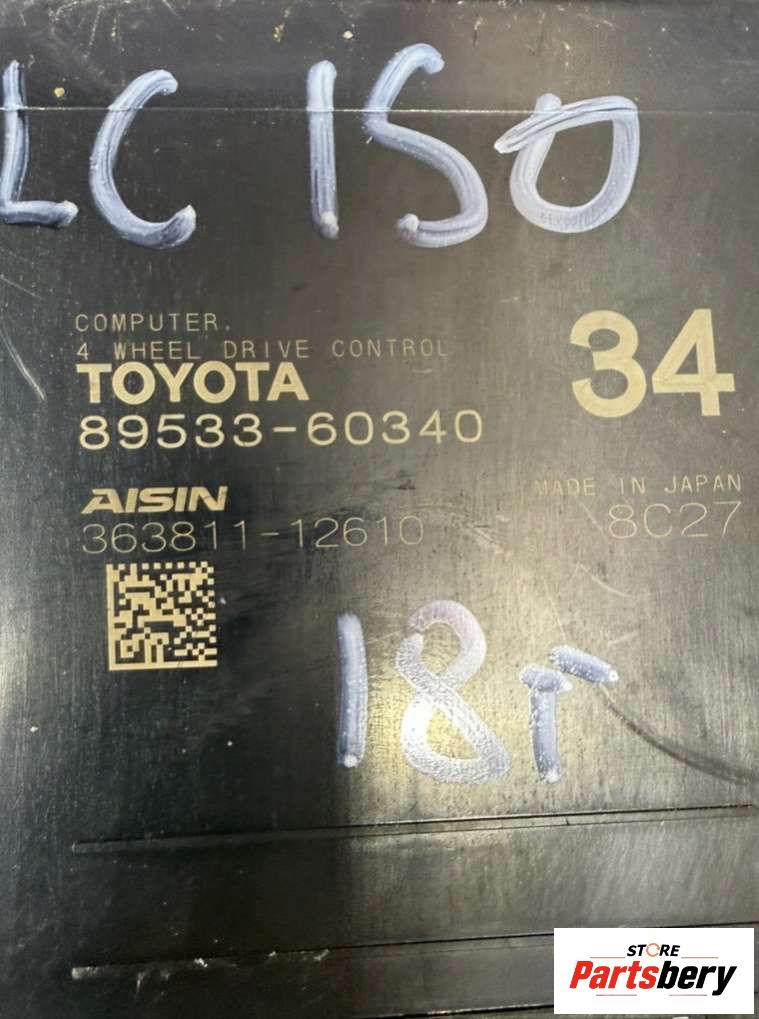 LC 150
COMPUTER,
4 WHEEL DRIVE CONTROL
TOYOTA
34
89533-60340
AISIN
MADE IN JAPAN
363811-12610
8C27
18г
STORE
Partsbery